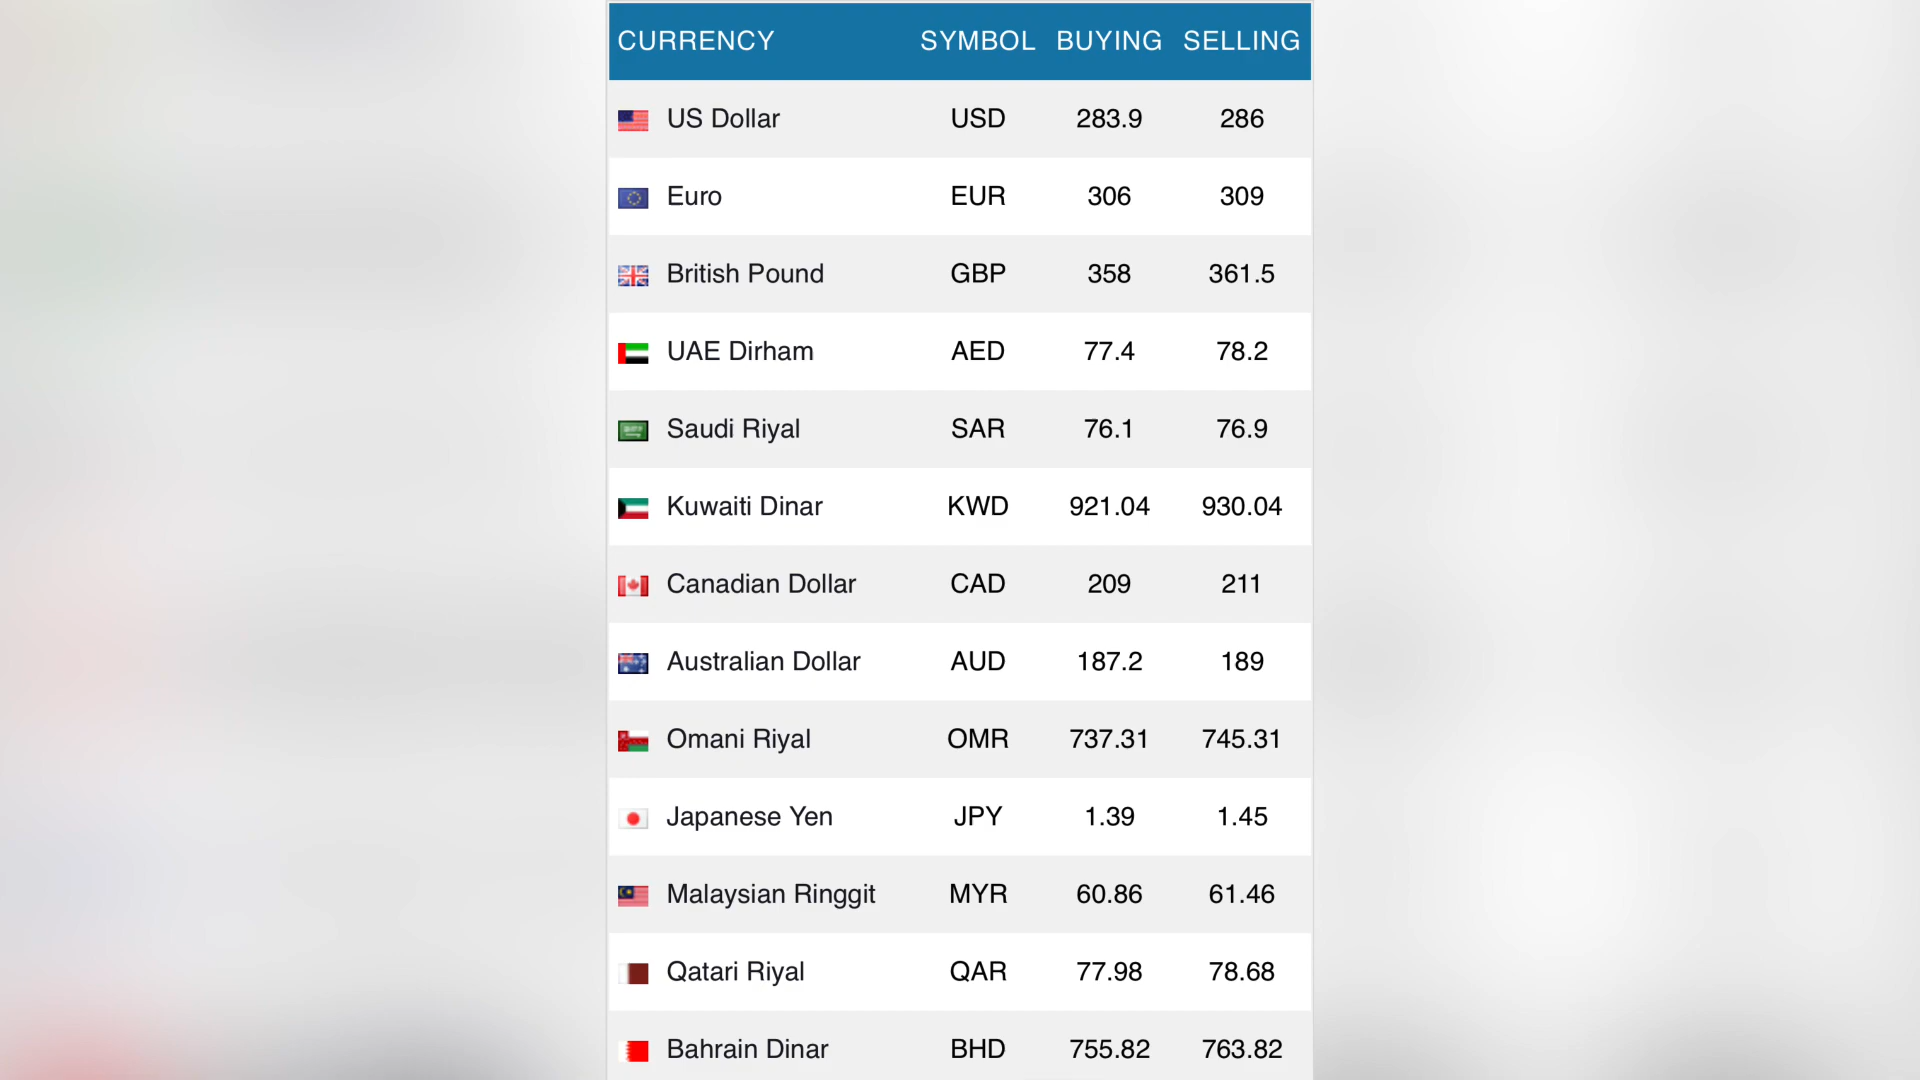 CURRENCY SYMBOL BUYING SELLING
US Dollar USD 283.9 286
Euro EUR 306 309
British Pound GBP 358 361.5
UAE Dirham AED 77.4 78.2
Saudi Riyal SAR 76.1 76.9
Kuwaiti Dinar KWD 921.04 930.04
Canadian Dollar CAD 209 211
Australian Dollar AUD 187.2 189
Omani Riyal OMR 737.31 745.31
Japanese Yen JPY 1.39 1.45
Malaysian Ringgit MYR 60.86 61.46
Qatari Riyal QAR 77.98 78.68
Bahrain Dinar BHD 755.82 763.82